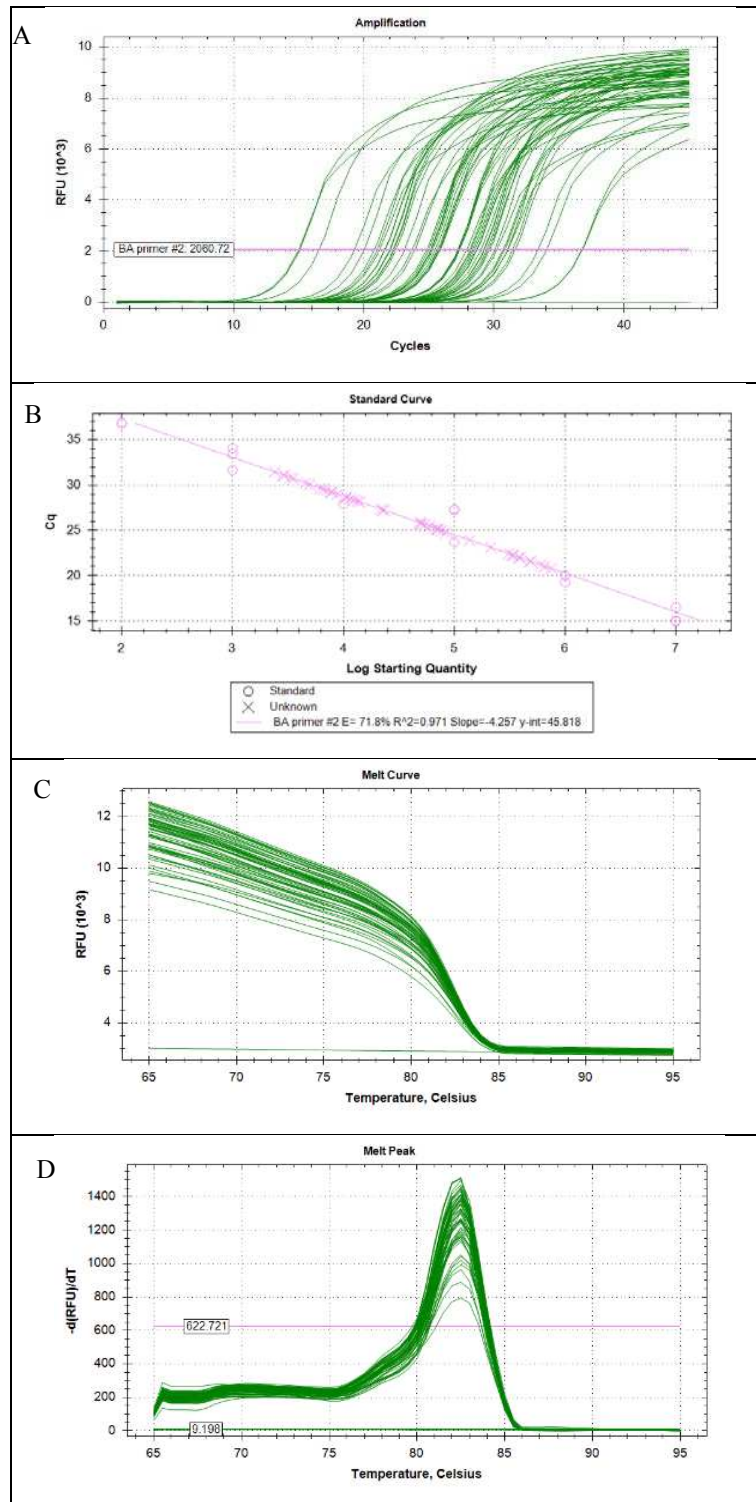 A
Amplification
10
8
6
4
2
0
RFU (10^3)
BA primer #2: 2060.72
0 10 20 30 40
Cycles
B
Standard Curve
35
30
25
20
15
Cq
2 3 4 5 6 7
Log Starting Quantity
Standard
Unknown
BA primer #2 E= 71.8% R^2=0.971 Slope=-4.257 y-int=45.818
C
Melt Curve
12
10
8
6
4
RFU (10^3)
65 70 75 80 85 90 95
Temperature, Celsius
D
Melt Peak
1400
1200
1000
800
600
400
200
0
-d(RFU)/dT
622.721
9.198
65 70 75 80 85 90 95
Temperature, Celsius